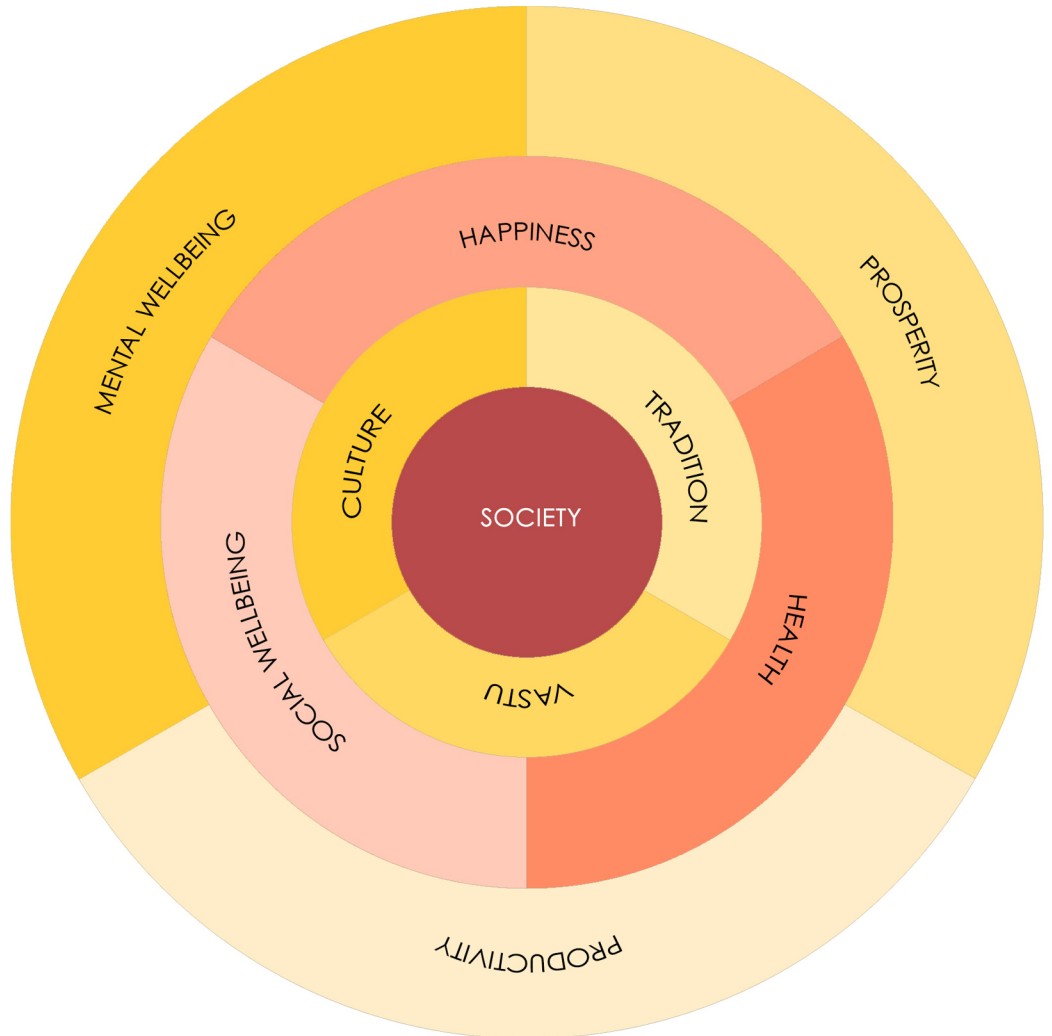 MENTAL WELLBEING
PROSPERITY
HAPPINESS
CULTURE
TRADITION
SOCIETY
SOCIAL WELLBEING
HEALTH
VASTU
PRODUCTIVITY